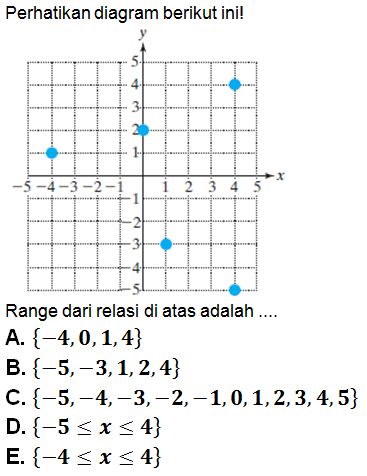 Perhatikan diagram berikut ini!
y
5
4
3
2
1
-5 -4 -3 -2 -1 1 2 3 4 5 x
-1
-2
-3
-4
-5
Range dari relasi di atas adalah ....
A. {−4, 0, 1, 4}
B. {−5, −3, 1, 2, 4}
C. {−5, −4, −3, −2, −1, 0, 1, 2, 3, 4, 5}
D. {−5 ≤ x ≤ 4}
E. {−4 ≤ x ≤ 4}